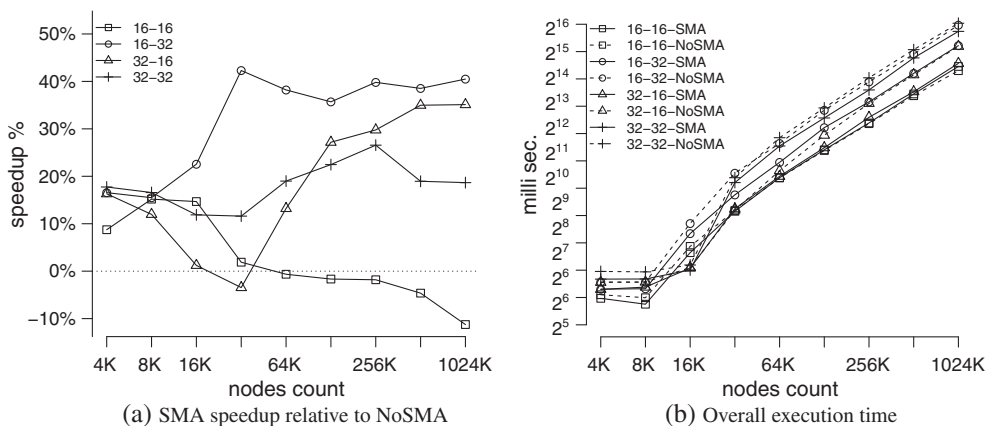 50%
40%
30%
20%
10%
0%
−10%
speedup %
16−16
16−32
32−16
32−32
4K 8K 16K 64K 256K 1024K
nodes count
(a) SMA speedup relative to NoSMA
2^16
2^15
2^14
2^13
2^12
2^11
2^10
2^9
2^8
2^7
2^6
2^6
2^5
milli sec.
16−16−SMA
16−16−NoSMA
16−32−SMA
16−32−NoSMA
32−16−SMA
32−16−NoSMA
32−32−SMA
32−32−NoSMA
4K 8K 16K 64K 256K 1024K
nodes count
(b) Overall execution time